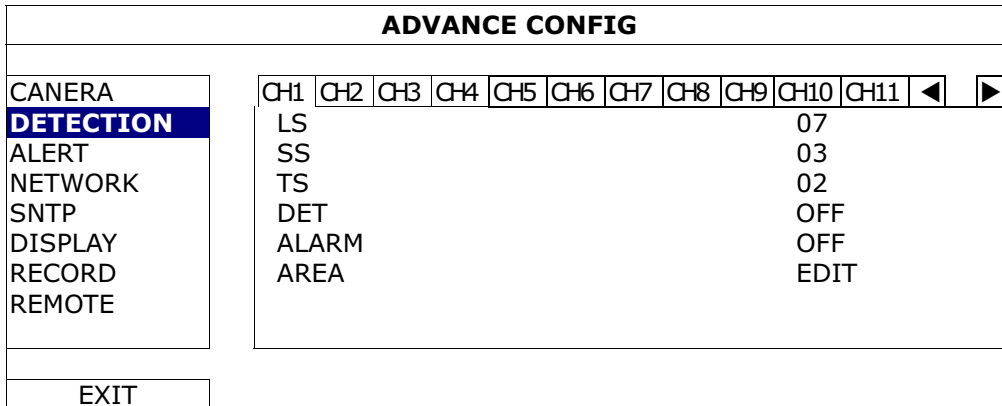 ADVANCE CONFIG
CANERA
DETECTION
ALERT
NETWORK
SNTP
DISPLAY
RECORD
REMOTE
EXIT
CH1 CH2 CH3 CH4 CH5 CH6 CH7 CH8 CH9 CH10 CH11 ◀ ▶
LS 07
SS 03
TS 02
DET OFF
ALARM OFF
AREA EDIT